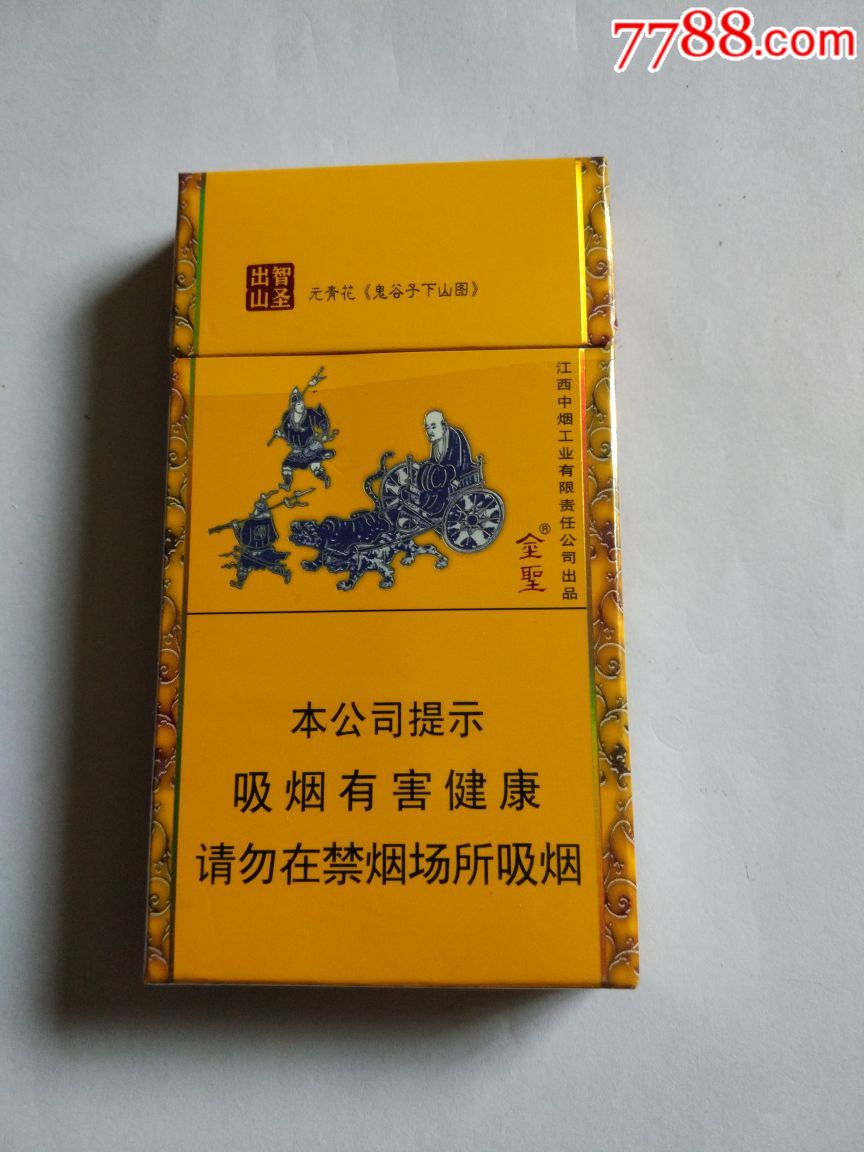 7788.com
智圣
出山
元青花《鬼谷子下山图》
江西中烟工业有限责任公司出品
金聖®
本公司提示
吸烟有害健康
请勿在禁烟场所吸烟